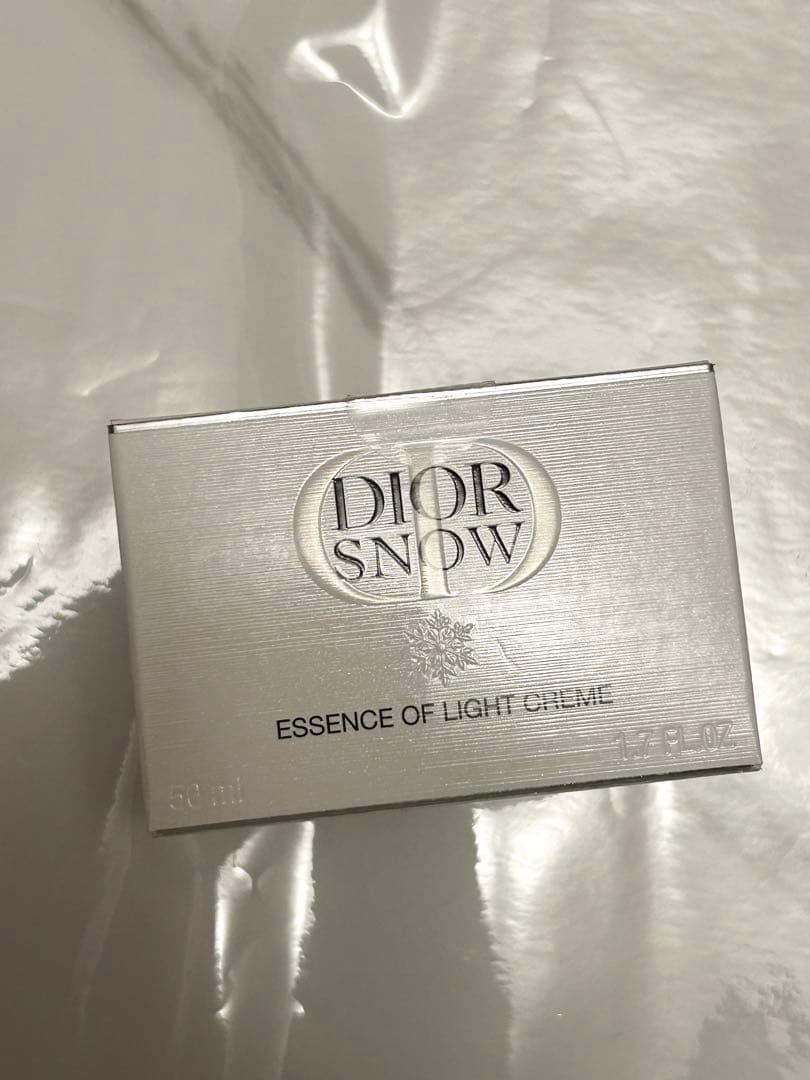 DIOR
SNOW
ESSENCE OF LIGHT CREME
50 ml
1.7 FL.OZ